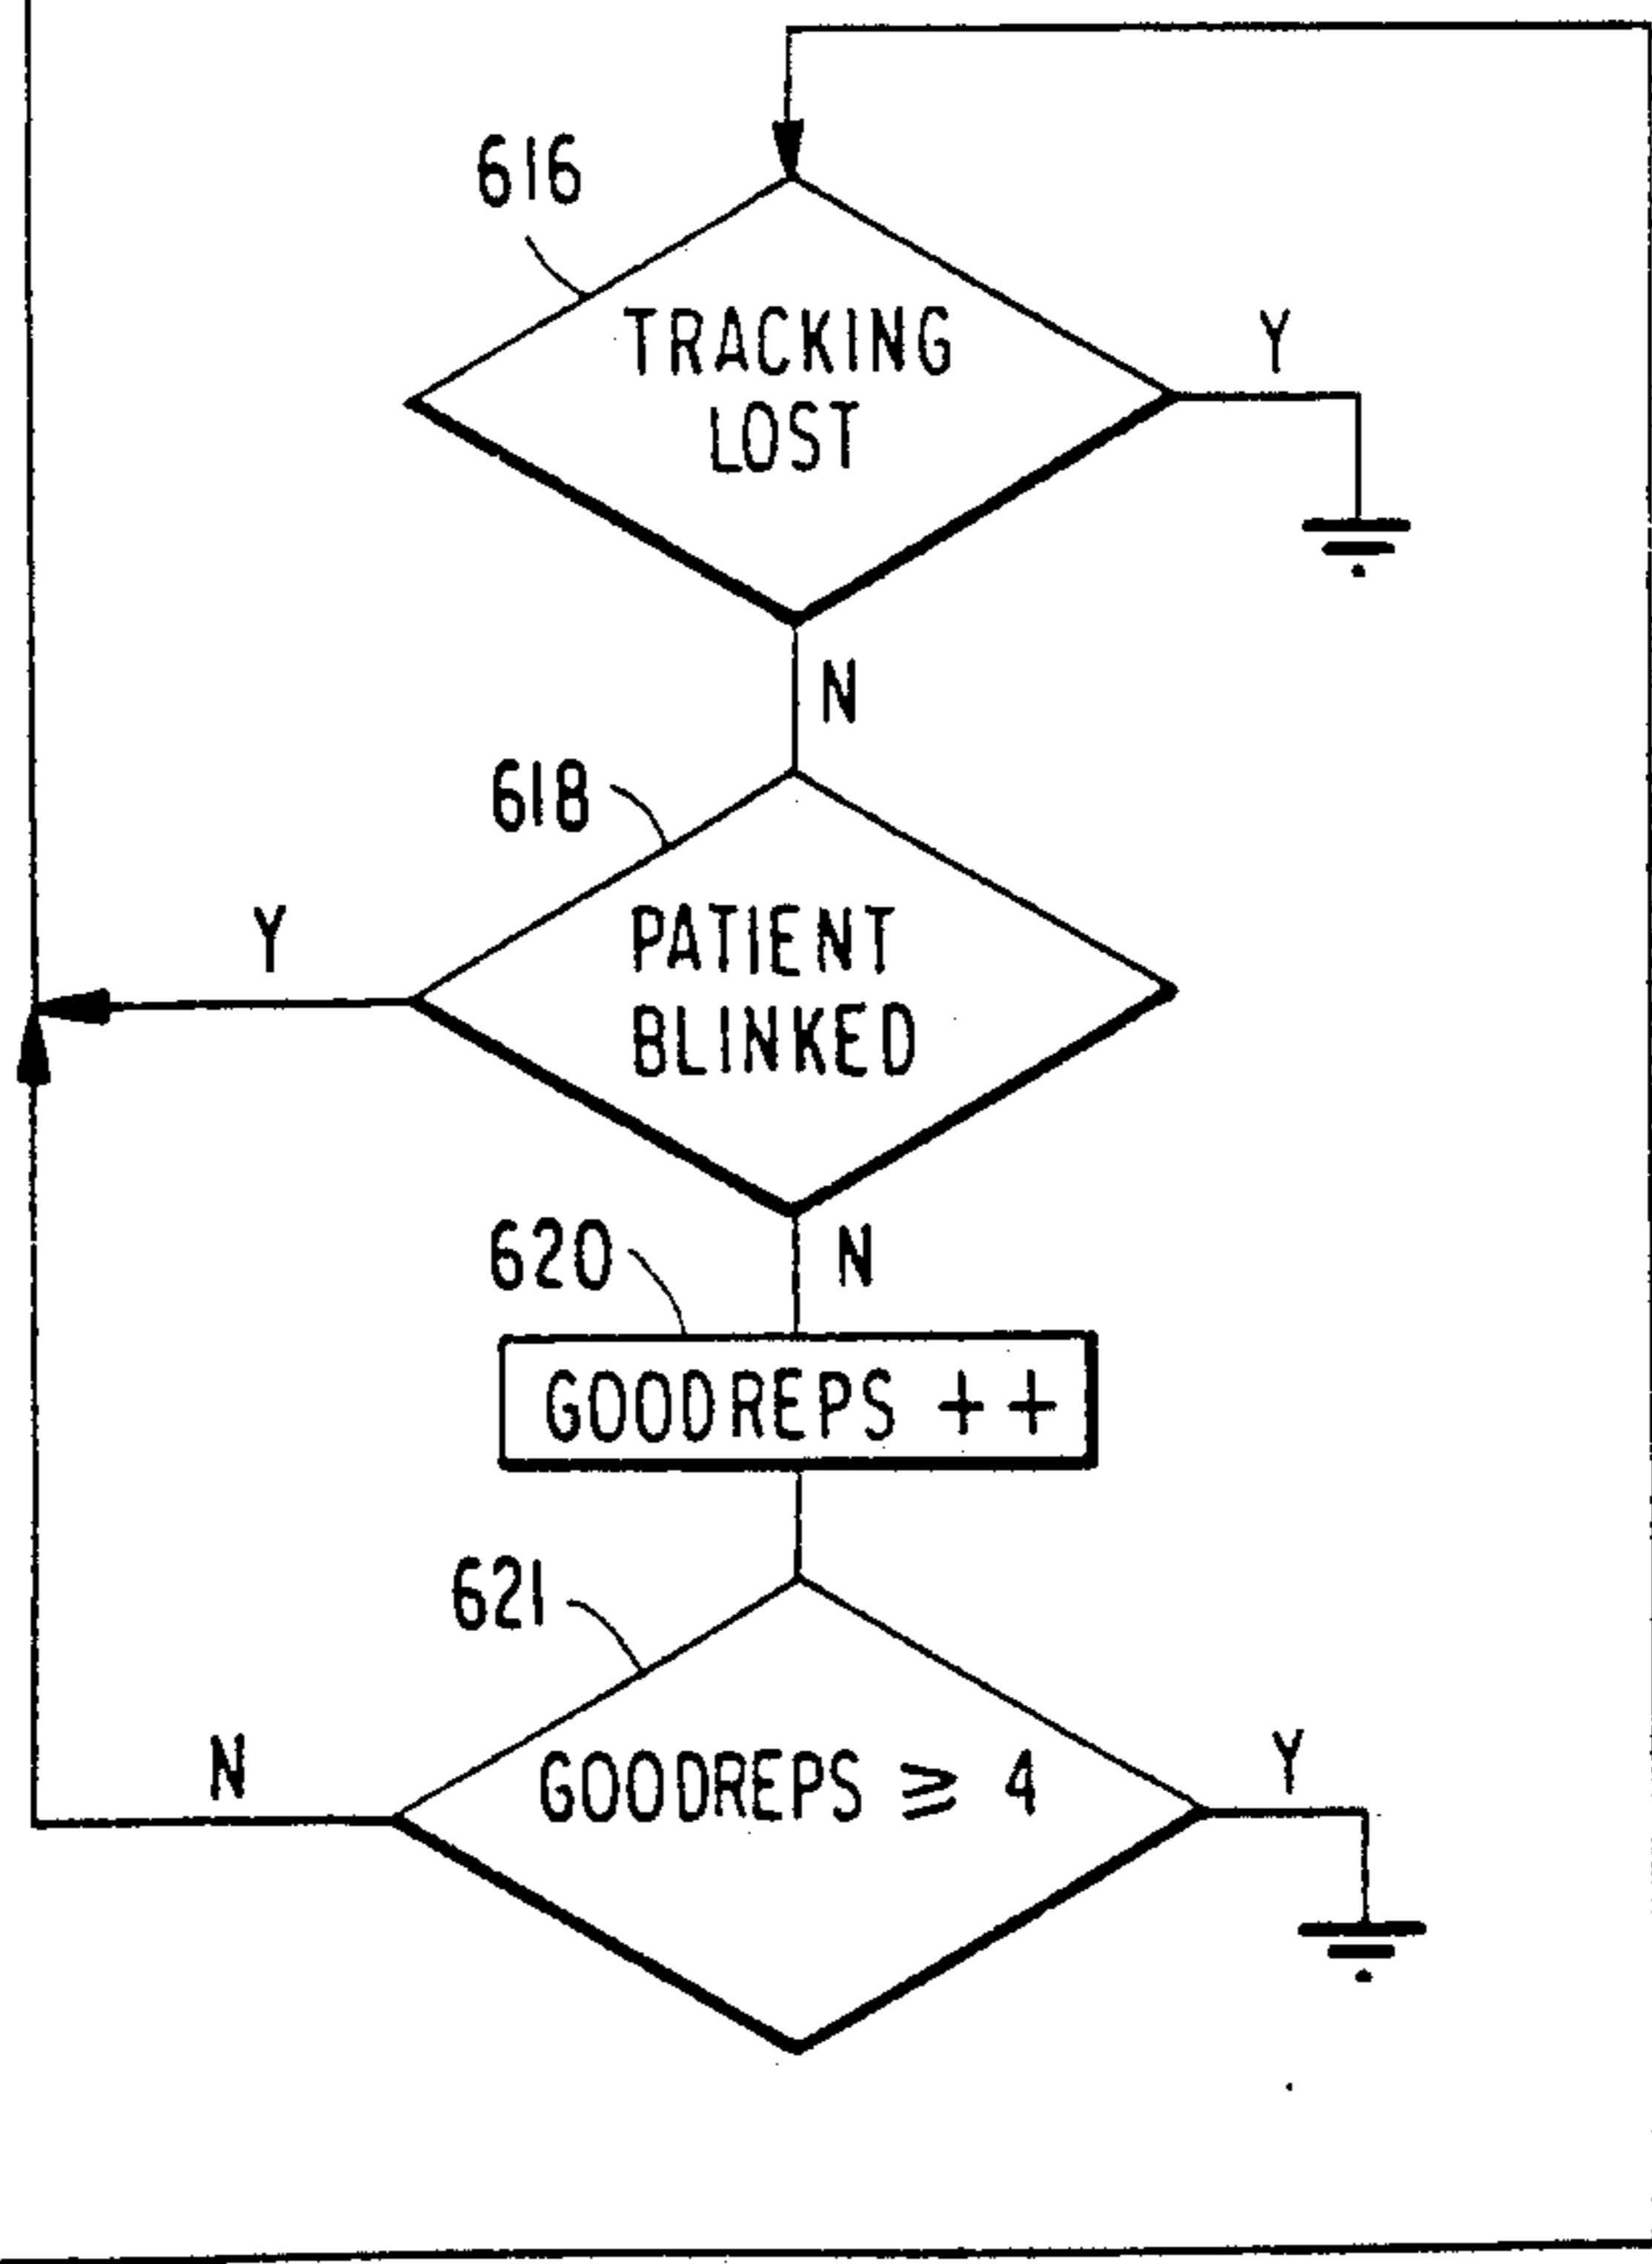 616
TRACKING
LOST
Y
N
618
PATIENT
BLINKED
Y
620
N
GOODREPS ++
621
GOODREPS ≥ 4
N
Y